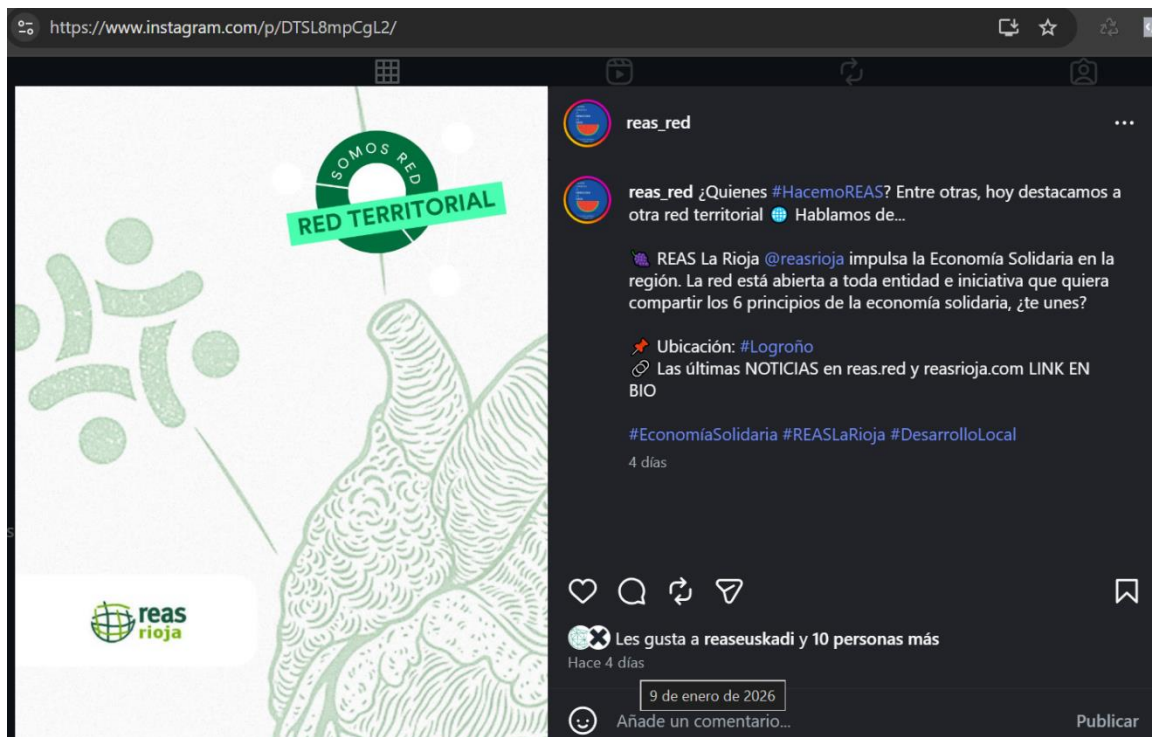 https://www.instagram.com/p/DTSL8mpCgL2/
SOMOS RED
RED TERRITORIAL
reas
rioja
reas_red
reas_red ¿Quienes #HacemoREAS? Entre otras, hoy destacamos a
otra red territorial 🌐 Hablamos de...
🍇 REAS La Rioja @reasrioja impulsa la Economía Solidaria en la
región. La red está abierta a toda entidad e iniciativa que quiera
compartir los 6 principios de la economía solidaria, ¿te unes?
📌 Ubicación: #Logroño
🔗 Las últimas NOTICIAS en reas.red y reasrioja.com LINK EN
BIO
#EconomíaSolidaria #REASLaRioja #DesarrolloLocal
4 días
Les gusta a reaseuskadi y 10 personas más
Hace 4 días
9 de enero de 2026
Añade un comentario...
Publicar